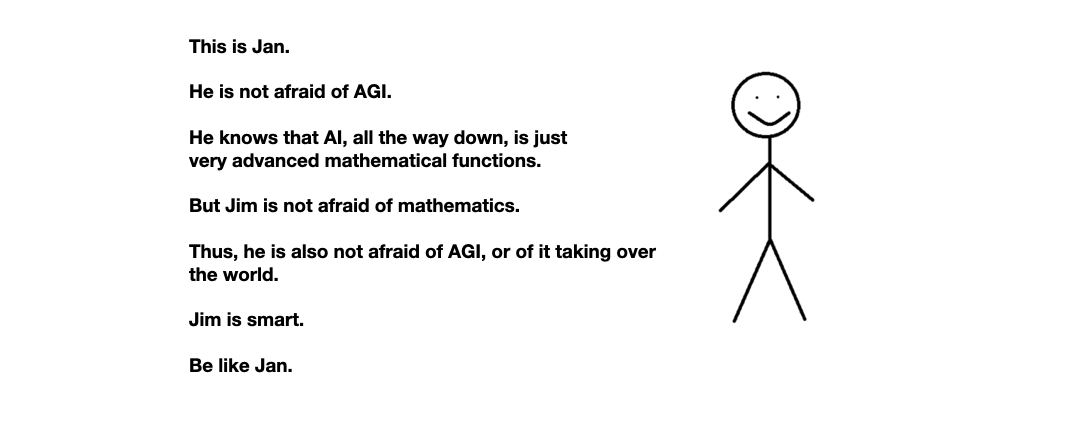 This is Jan.
He is not afraid of AGI.
He knows that AI, all the way down, is just
very advanced mathematical functions.
But Jim is not afraid of mathematics.
Thus, he is also not afraid of AGI, or of it taking over
the world.
Jim is smart.
Be like Jan.